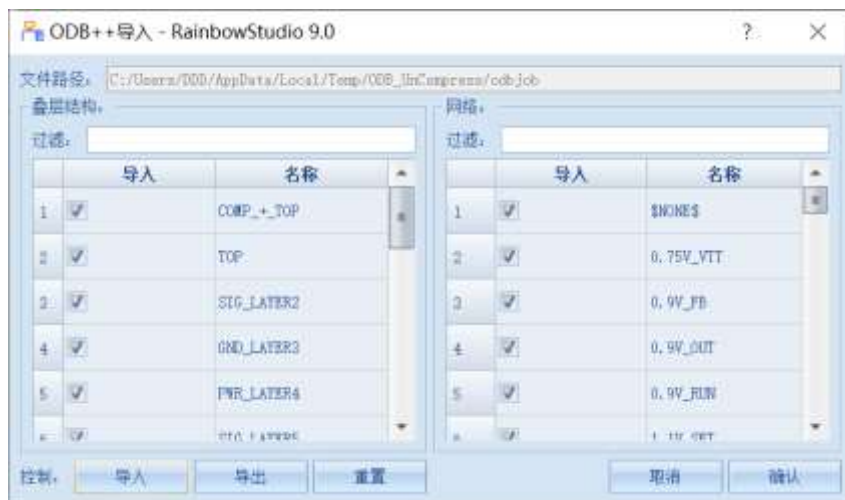 ODB++导入 - RainbowStudio 9.0
文件路径: C:/Users/DDD/AppData/Local/Temp/ODB_UnCompress/odbjob
叠层结构: 网络:
过滤: 过滤:
导入 名称 导入 名称
1 COMP_+_TOP 1 $NONE$
2 TOP 2 0.75V_VTT
3 SIG_LAYER2 3 0.9V_FB
4 GND_LAYER3 4 0.9V_OUT
5 PWR_LAYER4 5 0.9V_RUN
控制: 导入 导出 重置 取消 确认